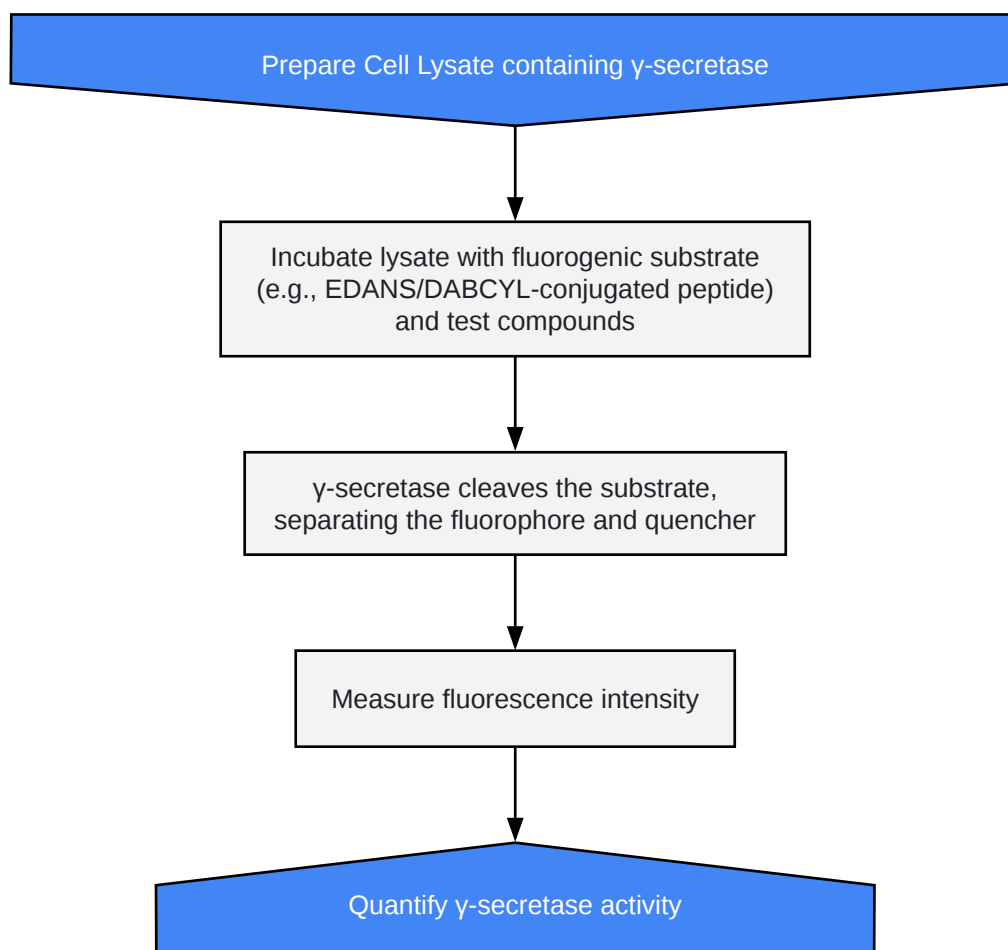 Prepare Cell Lysate containing γ-secretase
Incubate lysate with fluorogenic substrate
(e.g., EDANS/DABCYL-conjugated peptide)
and test compounds
γ-secretase cleaves the substrate,
separating the fluorophore and quencher
Measure fluorescence intensity
Quantify γ-secretase activity